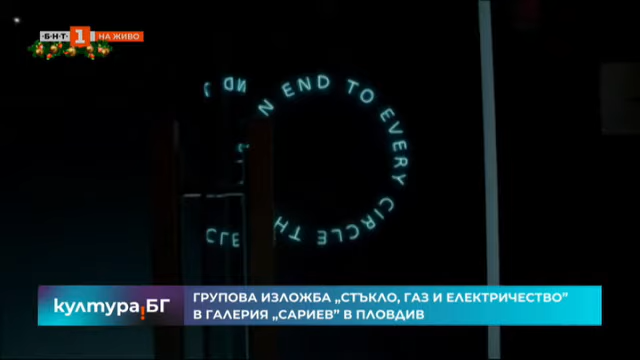 БНТ 1 НА ЖИВО
N END TO EVERY CIRCLE TH
ND
CLE
култура.БГ
ГРУПОВА ИЗЛОЖБА „СТЪКЛО, ГАЗ И ЕЛЕКТРИЧЕСТВО”
В ГАЛЕРИЯ „САРИЕВ” В ПЛОВДИВ